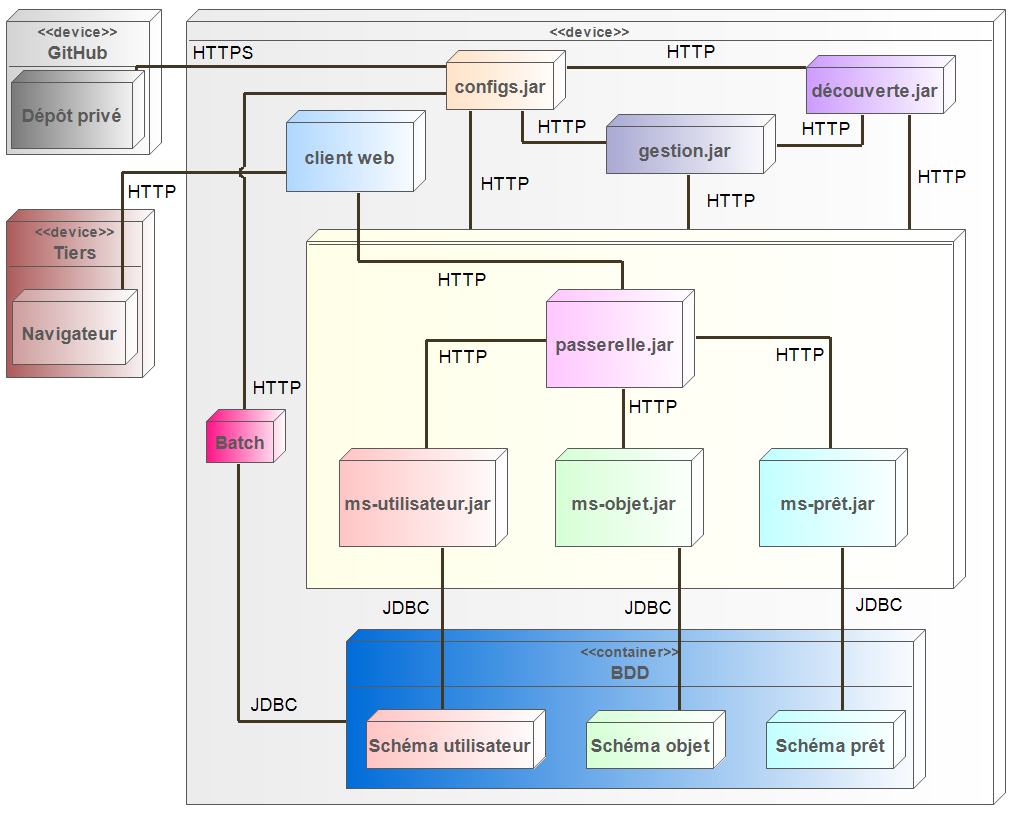 <<device>>
GitHub
Dépôt privé
<<device>>
HTTPS
configs.jar
HTTP
découverte.jar
HTTP
gestion.jar
HTTP
client web
HTTP
HTTP
HTTP
HTTP
<<device>>
Tiers
Navigateur
HTTP
passerelle.jar
HTTP
HTTP
HTTP
HTTP
Batch
ms-utilisateur.jar
ms-objet.jar
ms-prêt.jar
JDBC
JDBC
JDBC
<<container>>
BDD
JDBC
Schéma utilisateur
Schéma objet
Schéma prêt